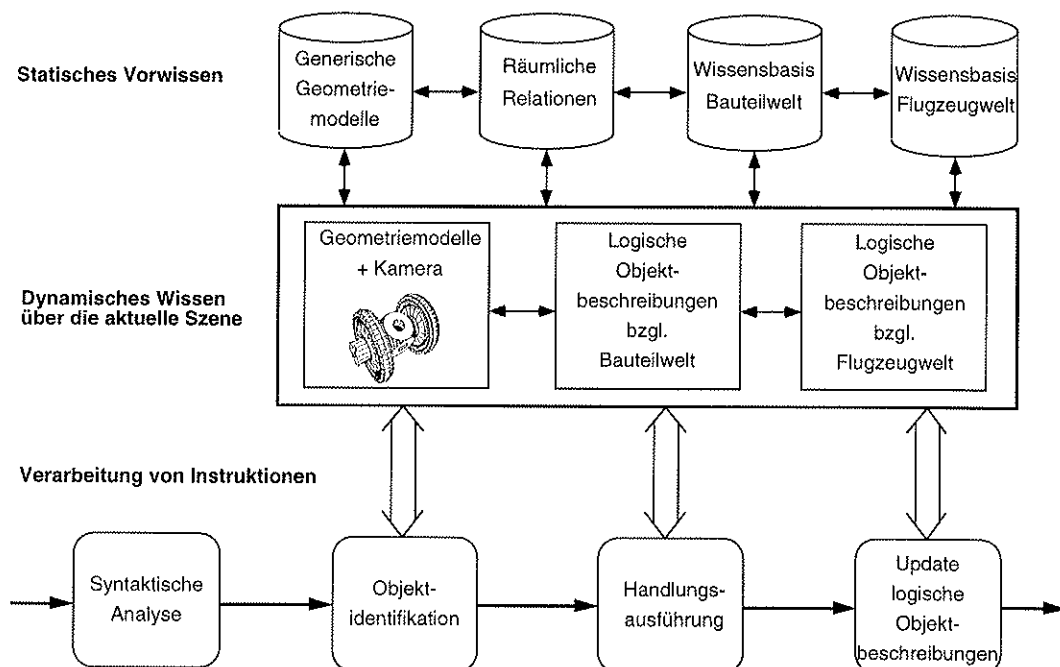 Statisches Vorwissen
Generische
Geometrie-
modelle
Räumliche
Relationen
Wissensbasis
Bauteilwelt
Wissensbasis
Flugzeugwelt
Dynamisches Wissen
über die aktuelle Szene
Geometriemodelle
+ Kamera
Logische
Objekt-
beschreibungen
bzgl.
Bauteilwelt
Logische
Objekt-
beschreibungen
bzgl.
Flugzeugwelt
Verarbeitung von Instruktionen
Syntaktische
Analyse
Objekt-
identifikation
Handlungs-
ausführung
Update
logische
Objekt-
beschreibungen